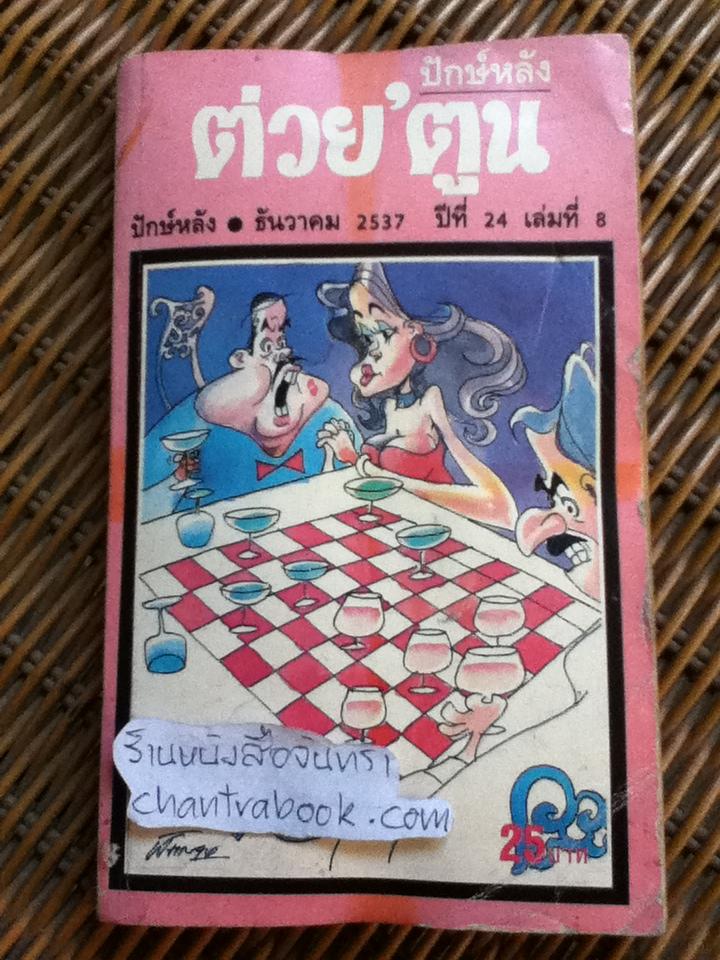 ปักษ์หลัง
ต่วย'ตูน
ปักษ์หลัง ● ธันวาคม 2537 ปีที่ 24 เล่มที่ 8
ร้านหนังสือจันทรา
chantrabook.com
25 บาท